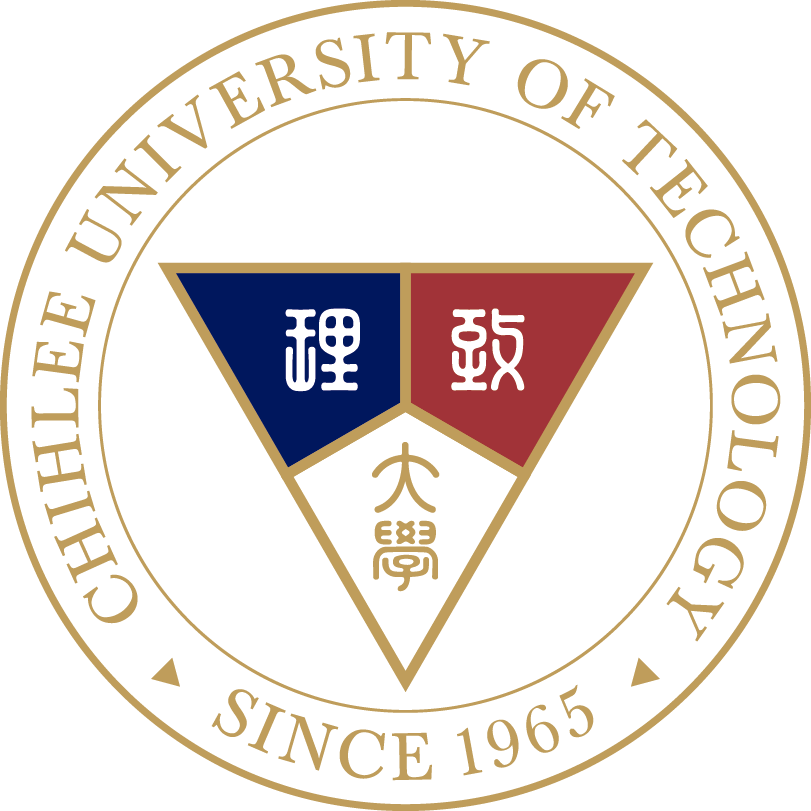 CHIHLEE UNIVERSITY OF TECHNOLOGY
致理
大學
SINCE 1965